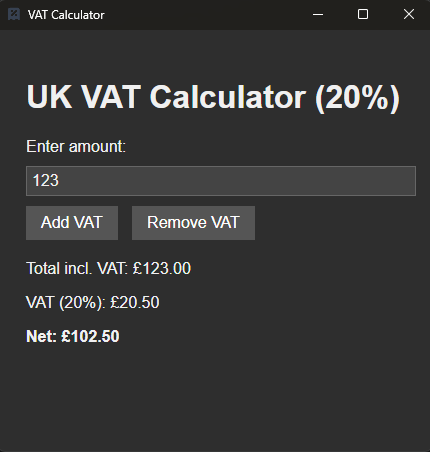 VAT Calculator
UK VAT Calculator (20%)
Enter amount:
123
Add VAT Remove VAT
Total incl. VAT: £123.00
VAT (20%): £20.50
Net: £102.50